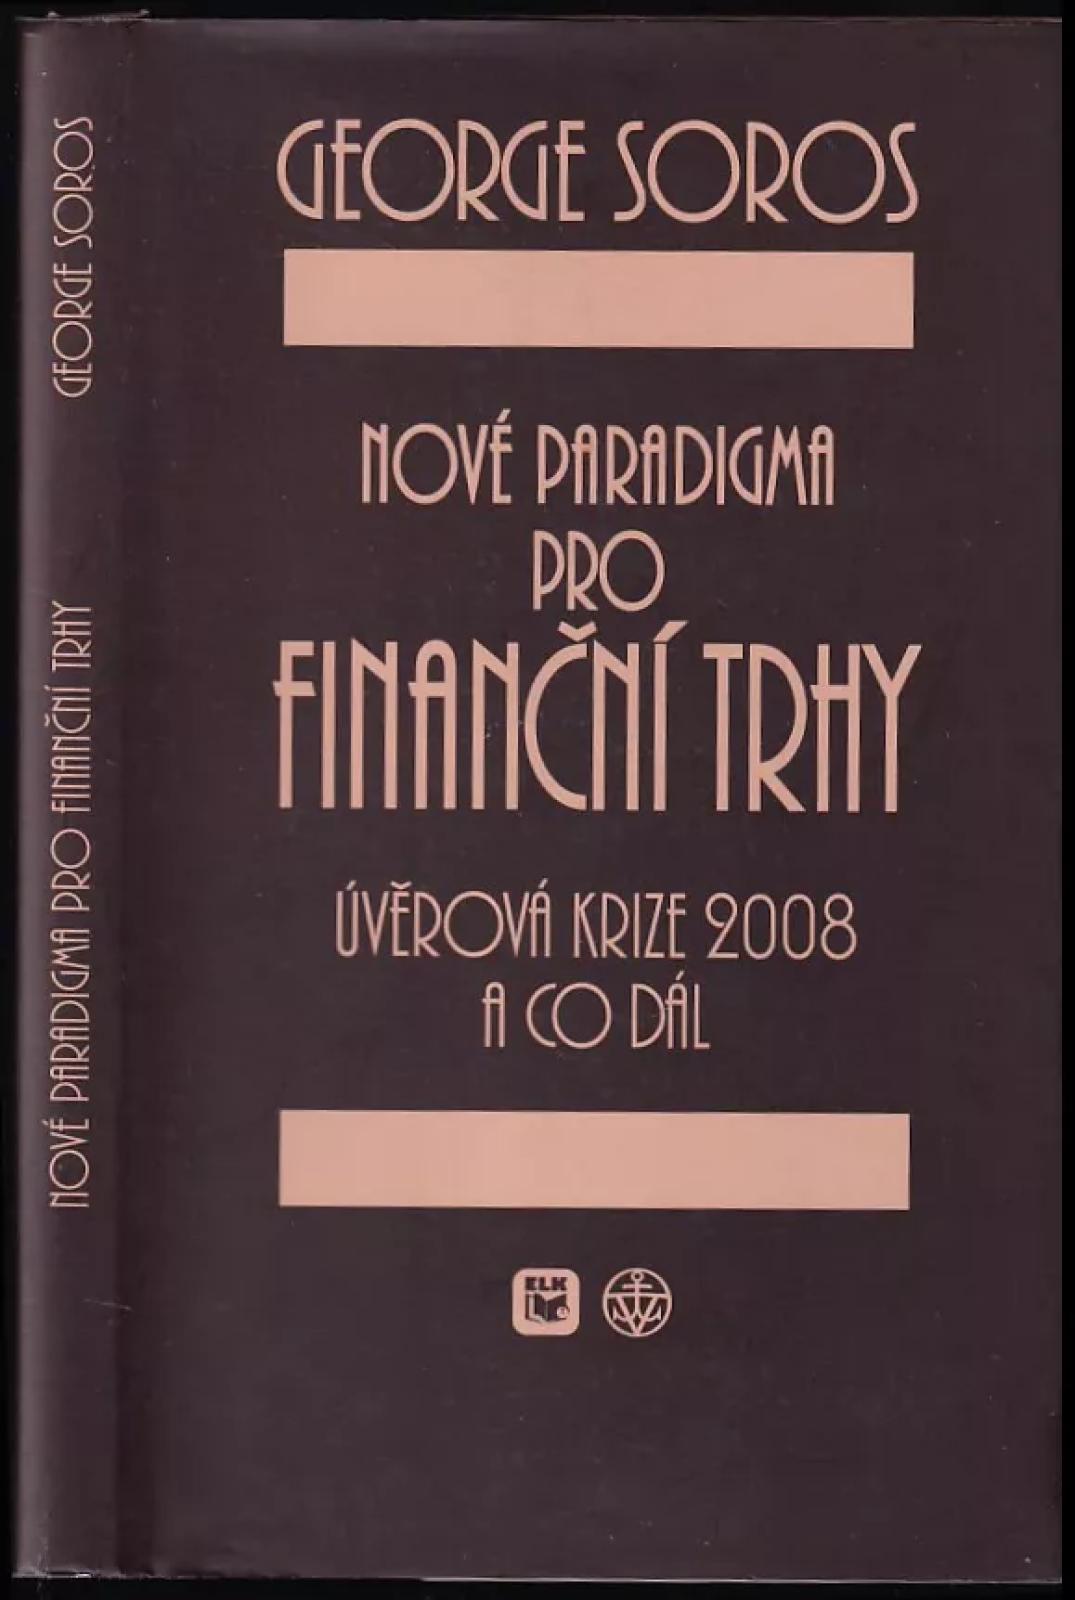 GEORGE SOROS
NOVÉ PARADIGMA
PRO
FINANČNÍ TRHY
ÚVĚROVÁ KRIZE 2008
A CO DÁL
ELK
NOVÉ PARADIGMA PRO FINANČNÍ TRHY
GEORGE SOROS